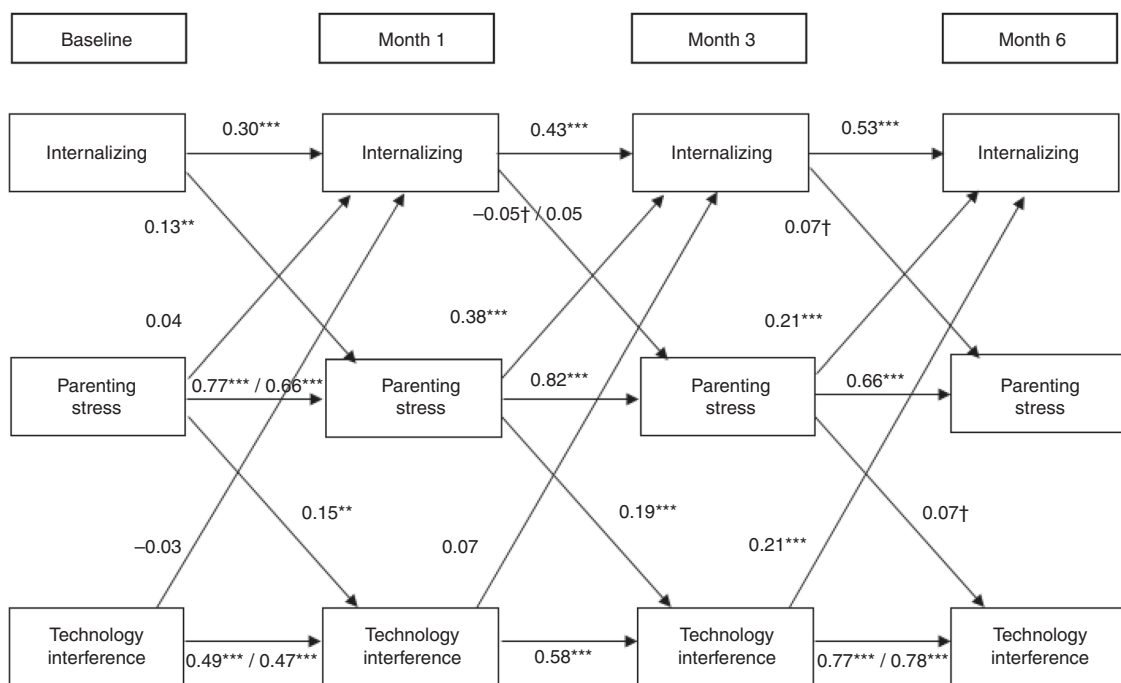 Baseline
Month 1
Month 3
Month 6
0.30***
0.43***
0.53***
Internalizing
Internalizing
Internalizing
Internalizing
0.13**
–0.05† / 0.05
0.07†
0.04
0.38***
0.21***
Parenting
stress
0.77*** / 0.66***
Parenting
stress
0.82***
Parenting
stress
0.66***
Parenting
stress
0.15**
0.19***
0.07†
–0.03
0.07
0.21***
Technology
interference
0.49*** / 0.47***
Technology
interference
0.58***
Technology
interference
0.77*** / 0.78***
Technology
interference